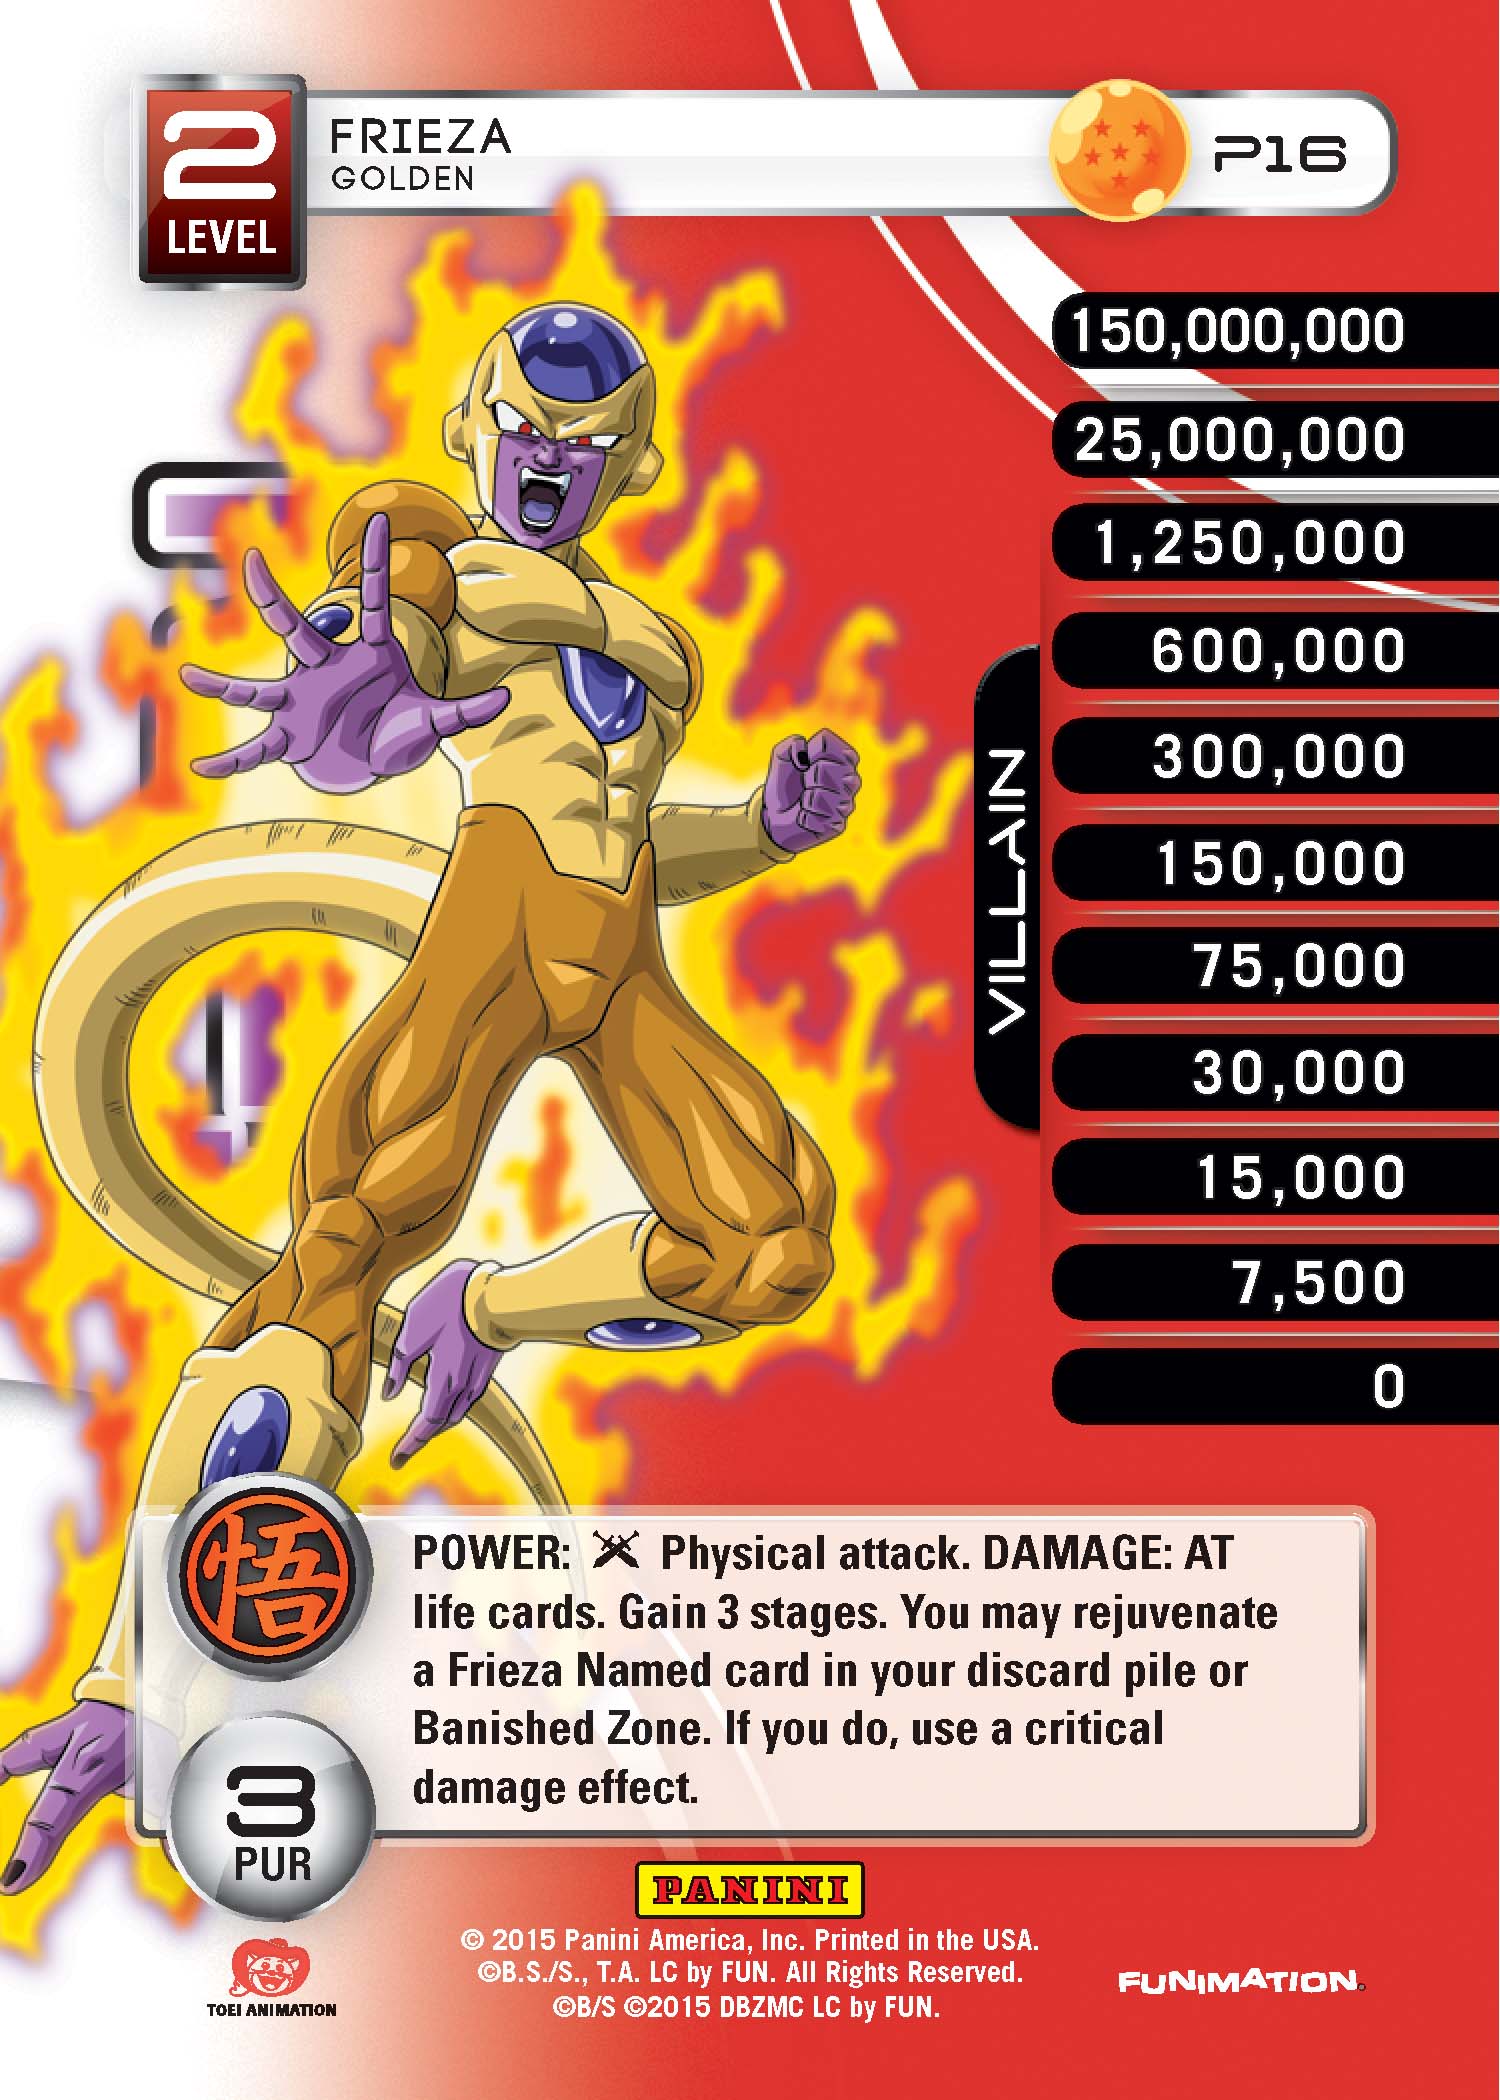 2
LEVEL
FRIEZA
GOLDEN
P16
150,000,000
25,000,000
1,250,000
600,000
300,000
150,000
75,000
30,000
15,000
7,500
0
VILLAIN
悟
3
PUR
POWER: Physical attack. DAMAGE: AT
life cards. Gain 3 stages. You may rejuvenate
a Frieza Named card in your discard pile or
Banished Zone. If you do, use a critical
damage effect.
PANINI
© 2015 Panini America, Inc. Printed in the USA.
©B.S./S., T.A. LC by FUN. All Rights Reserved.
©B/S ©2015 DBZMC LC by FUN.
TOEI ANIMATION
FUNIMATION